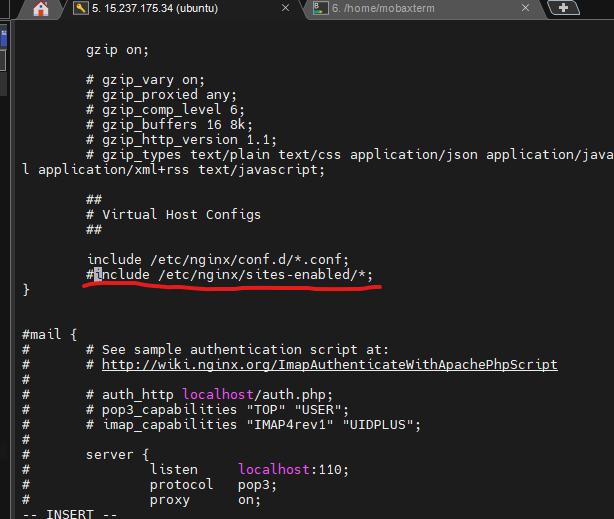 5. 15.237.175.34 (ubuntu)
6. /home/mobaxterm
gzip on;
# gzip_vary on;
# gzip_proxied any;
# gzip_comp_level 6;
# gzip_buffers 16 8k;
# gzip_http_version 1.1;
# gzip_types text/plain text/css application/json application/java
l application/xml+rss text/javascript;
##
# Virtual Host Configs
##
include /etc/nginx/conf.d/*.conf;
#include /etc/nginx/sites-enabled/*;
}
#mail {
# # See sample authentication script at:
# # http://wiki.nginx.org/ImapAuthenticateWithApachePhpScript
#
# # auth_http localhost/auth.php;
# # pop3_capabilities "TOP" "USER";
# # imap_capabilities "IMAP4rev1" "UIDPLUS";
#
# server {
# listen localhost:110;
# protocol pop3;
# proxy on;
-- INSERT --